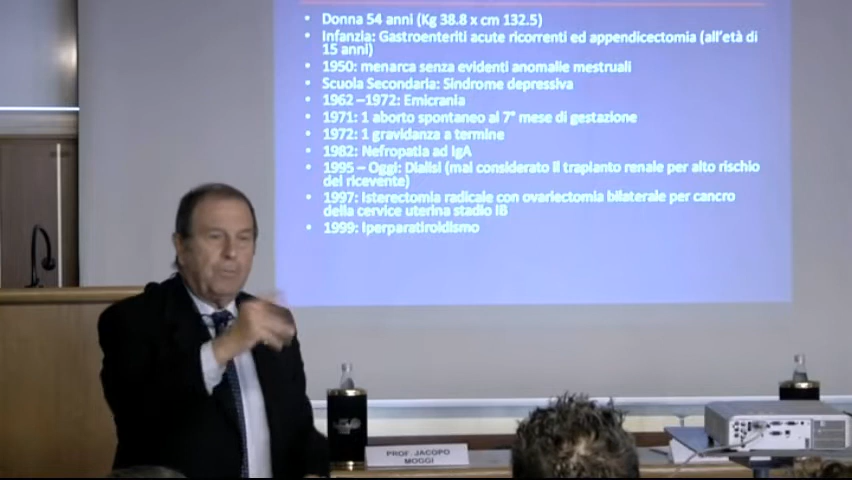 • Donna 54 anni (Kg 38.8 x cm 132.5)
• Infanzia: Gastroenteriti acute ricorrenti ed appendicectomia (all'età di
15 anni)
• 1950: menarca senza evidenti anomalie mestruali
• Scuola Secondaria: Sindrome depressiva
• 1962 –1972: Emicrania
• 1971: 1 aborto spontaneo al 7° mese di gestazione
• 1972: 1 gravidanza a termine
• 1982: Nefropatia ad IgA
• 1995 – Oggi: Dialisi (mai considerato il trapianto renale per alto rischio
del ricevente)
• 1997: Isterectomia radicale con ovariectomia bilaterale per cancro
della cervice uterina stadio IB
• 1999: Iperparatiroidismo
PROF. JACOPO
MOGGI